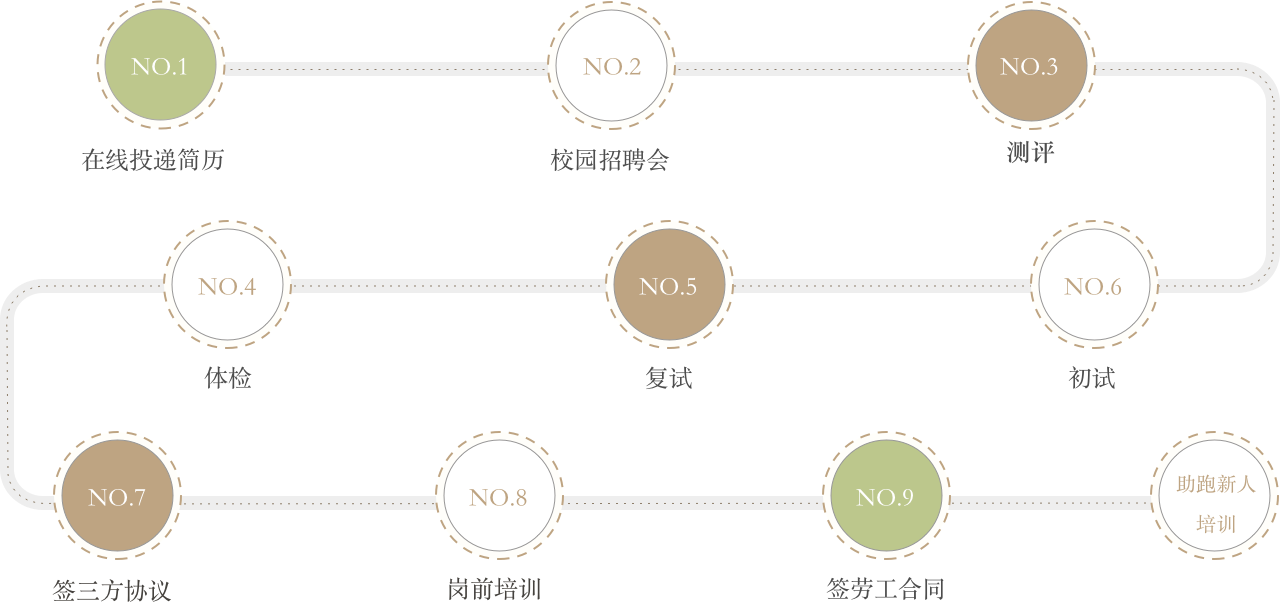 NO.1
NO.2
NO.3
在线投递简历
校园招聘会
测评
NO.4
NO.5
NO.6
体检
复试
初试
NO.7
NO.8
NO.9
助跑新人
培训
签三方协议
岗前培训
签劳工合同